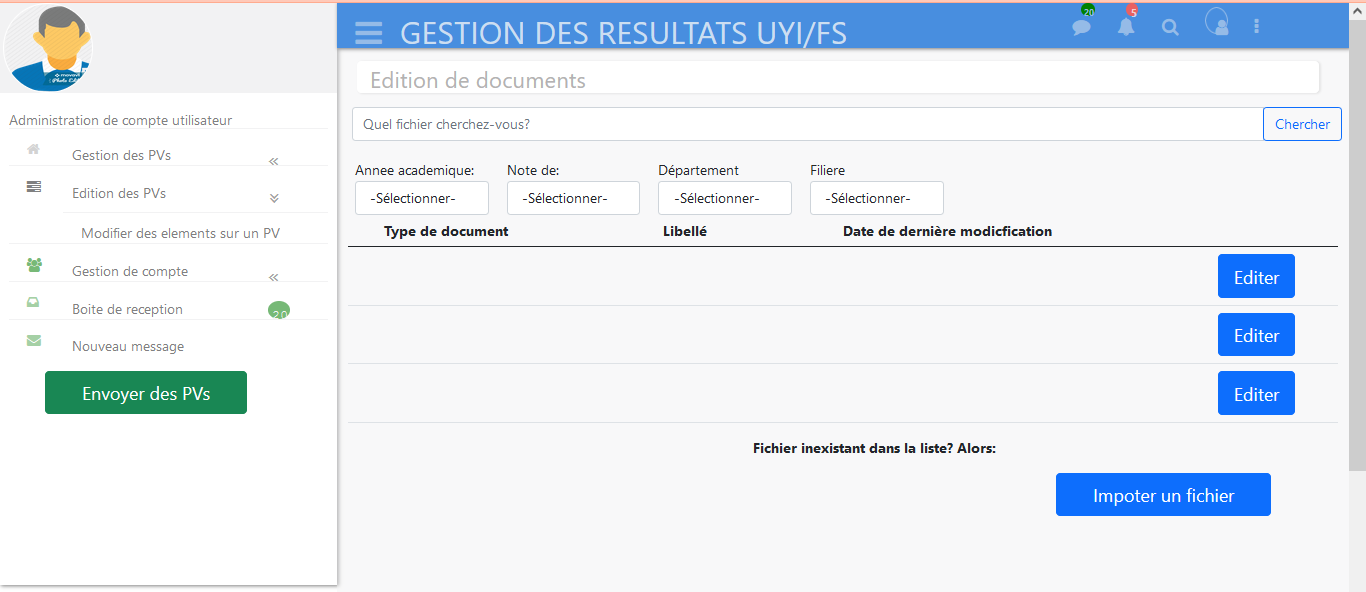 20
5
GESTION DES RESULTATS UYI/FS
Edition de documents
Quel fichier cherchez-vous?
Chercher
Administration de compte utilisateur
Gestion des PVs
Edition des PVs
Modifier des elements sur un PV
Gestion de compte
Boite de reception
20
Nouveau message
Envoyer des PVs
Annee academique: Note de: Département Filiere
-Sélectionner- -Sélectionner- -Sélectionner- -Sélectionner-
Type de document Libellé Date de dernière modicfication
Editer
Editer
Editer
Fichier inexistant dans la liste? Alors:
Impoter un fichier